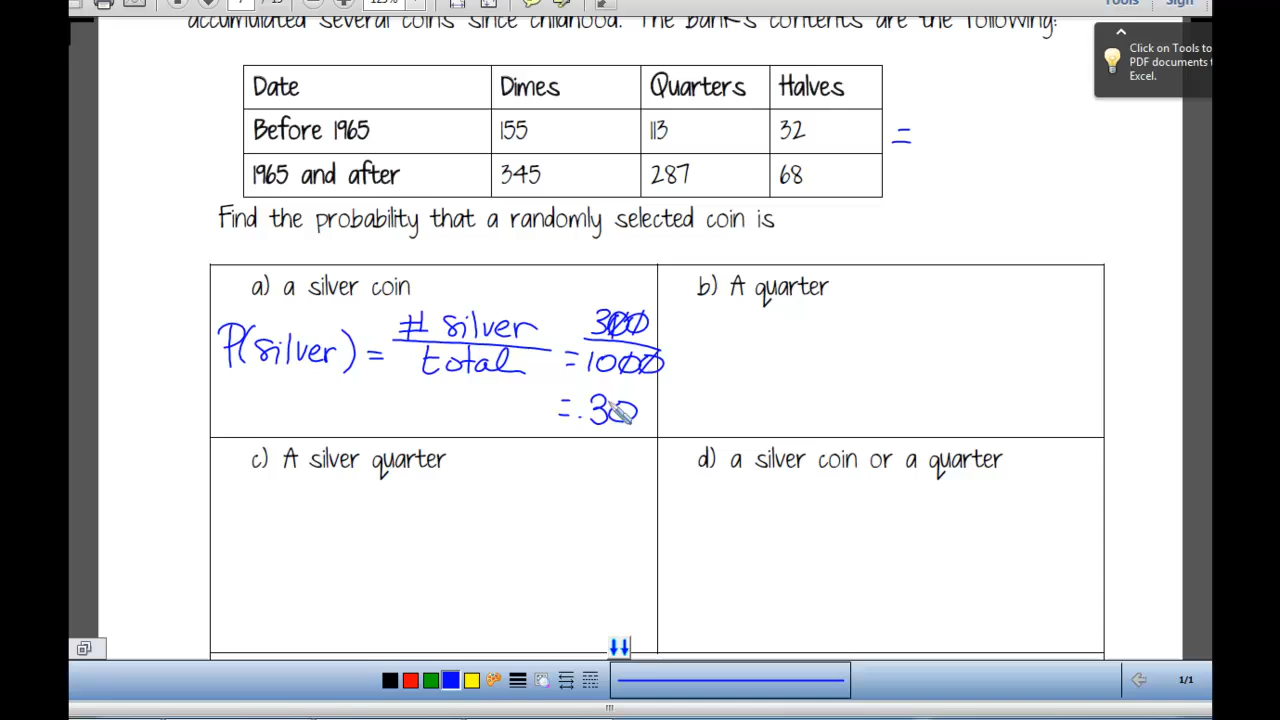 accumulated several coins since childhood. The bank's contents are the following:
Date Dimes Quarters Halves
Before 1965 155 113 32 =
1965 and after 345 287 68
Find the probability that a randomly selected coin is
a) a silver coin
P(silver) = # silver / total = 300 / 1000
= .30
b) A quarter
c) A silver quarter
d) a silver coin or a quarter
Tools Sign
Click on Tools to
PDF documents t
Excel.
1/1